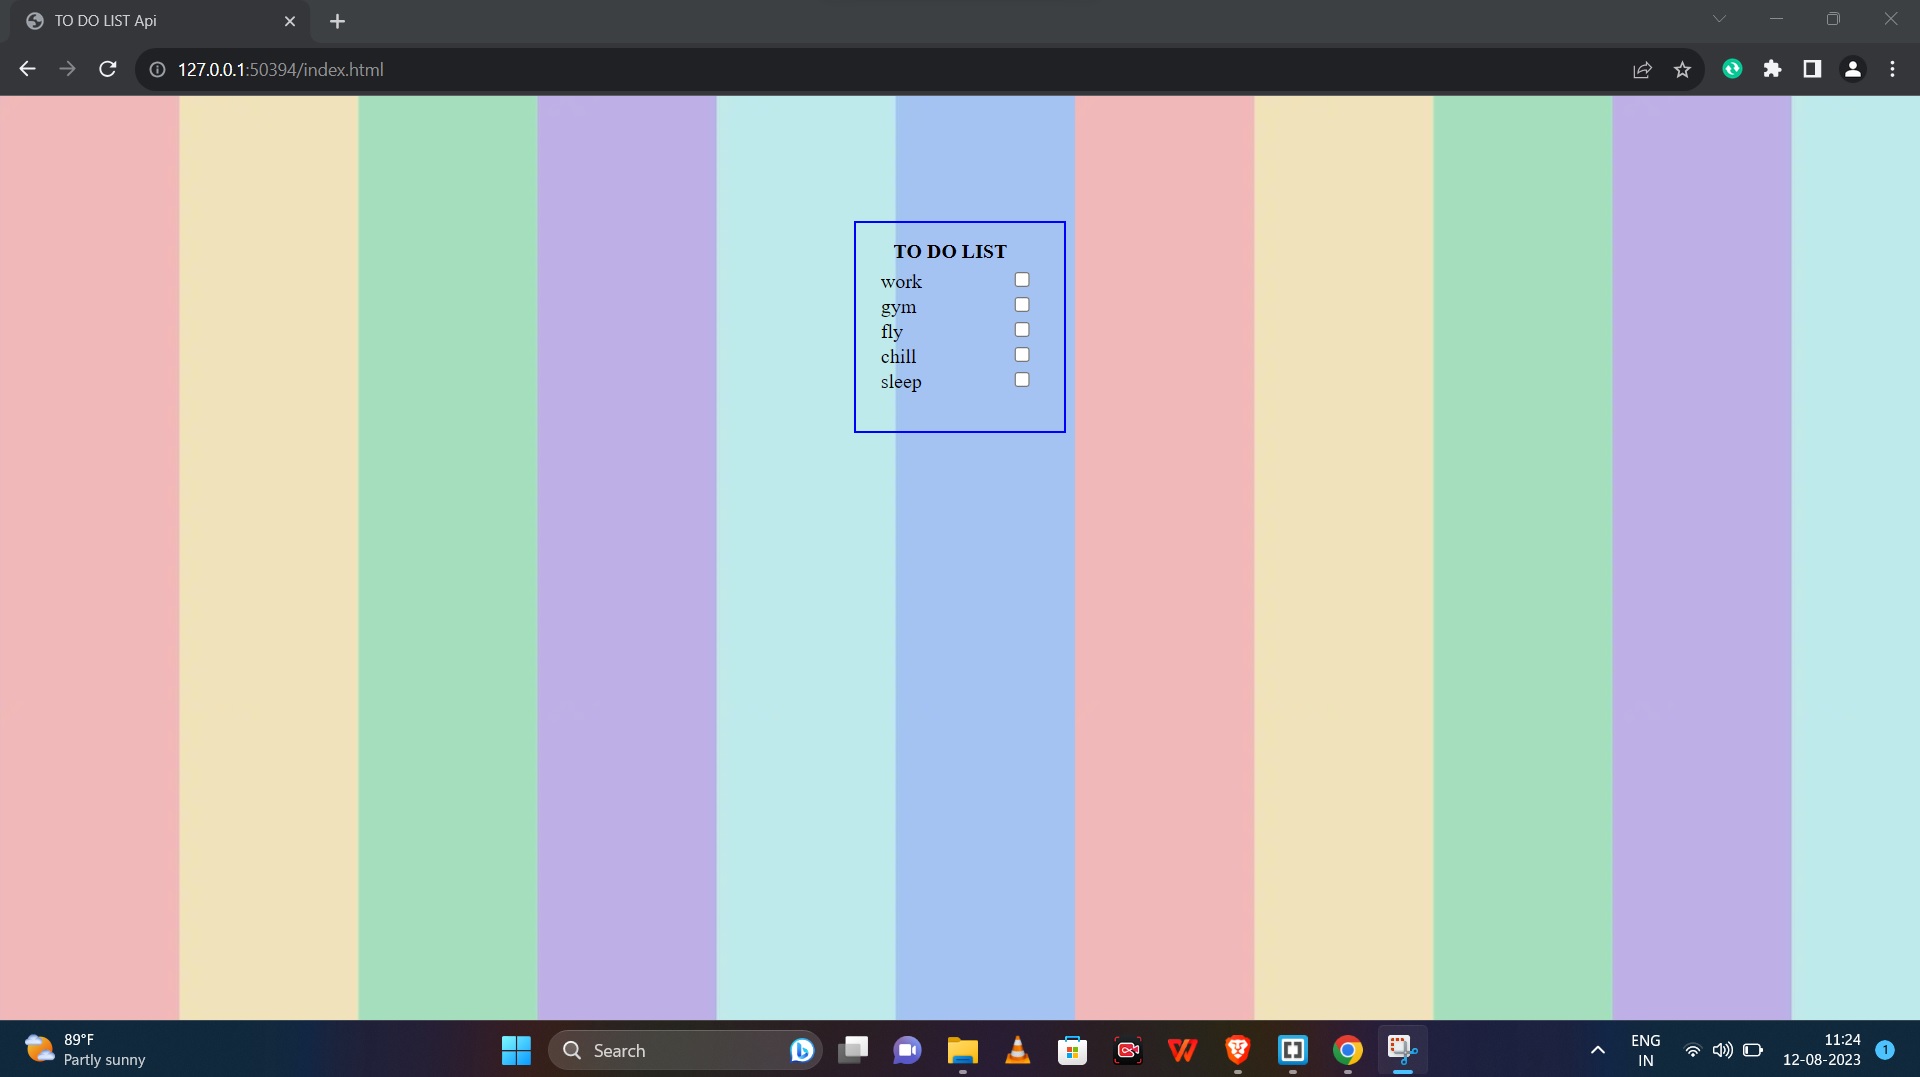 TO DO LIST Api
127.0.0.1:50394/index.html
TO DO LIST
work
gym
fly
chill
sleep
89°F
Partly sunny
Search
ENG
IN
11:24
12-08-2023
1